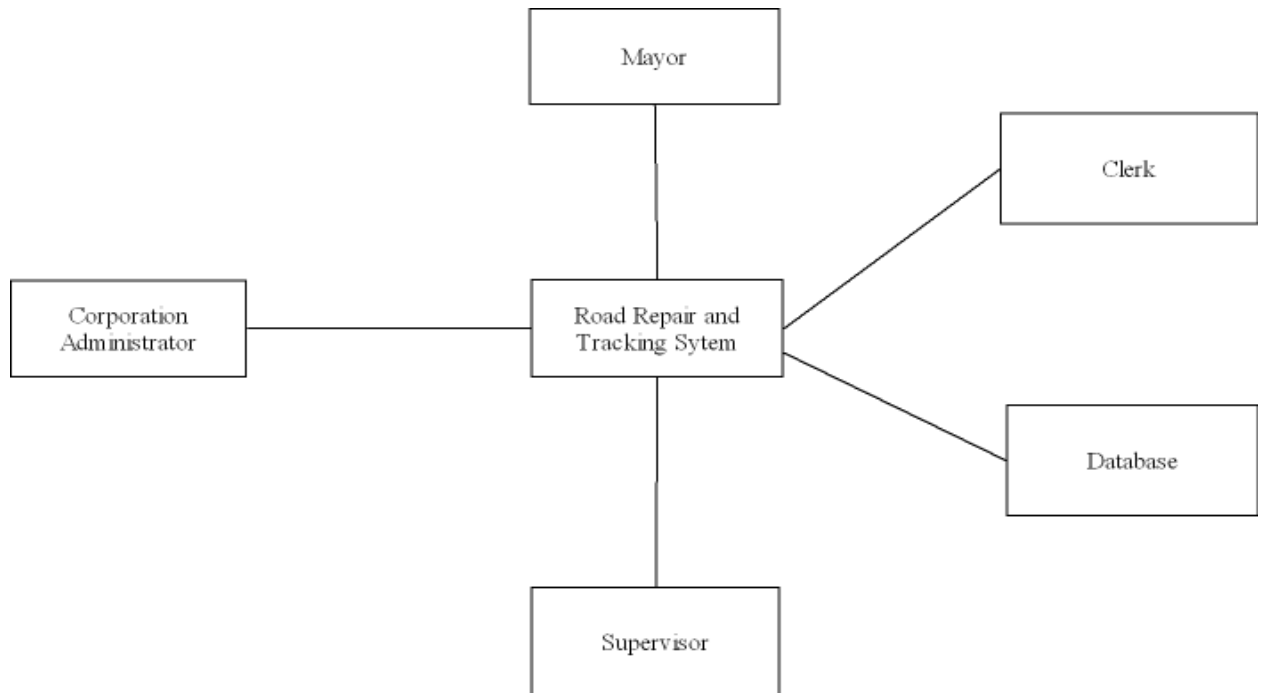 Mayor
Clerk
Corporation
Administrator
Road Repair and
Tracking Sytem
Database
Supervisor